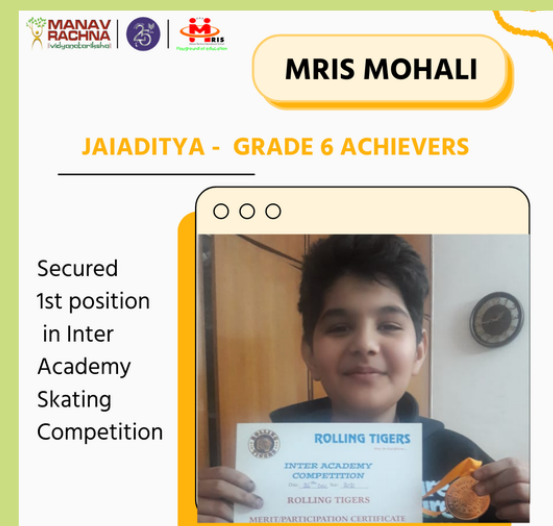 MANAV
RACHNA
vidyanatariksha
25
MRIS
MRIS MOHALI
JAIADITYA - GRADE 6 ACHIEVERS
Secured
1st position
in Inter
Academy
Skating
Competition
ROLLING TIGERS
INTER ACADEMY
COMPETITION
ROLLING TIGERS
MERIT/PARTICIPATION CERTIFICATE